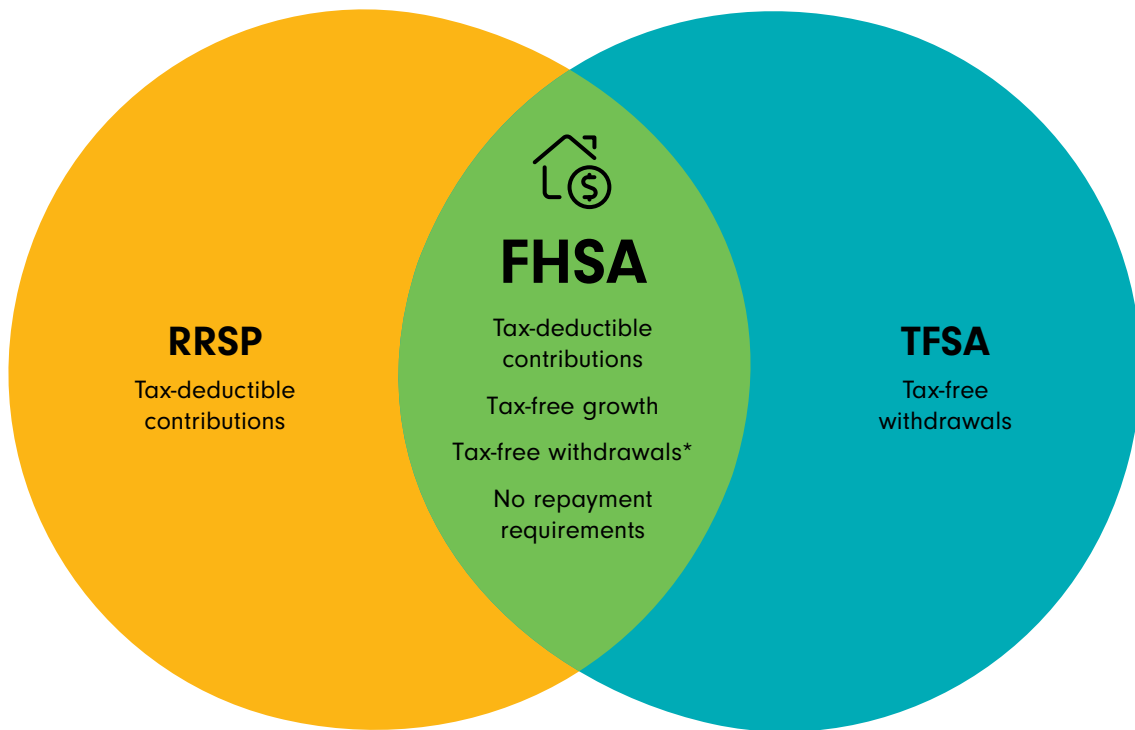 RRSP
Tax-deductible
contributions
$
FHSA
Tax-deductible
contributions
Tax-free growth
Tax-free withdrawals*
No repayment
requirements
TFSA
Tax-free
withdrawals